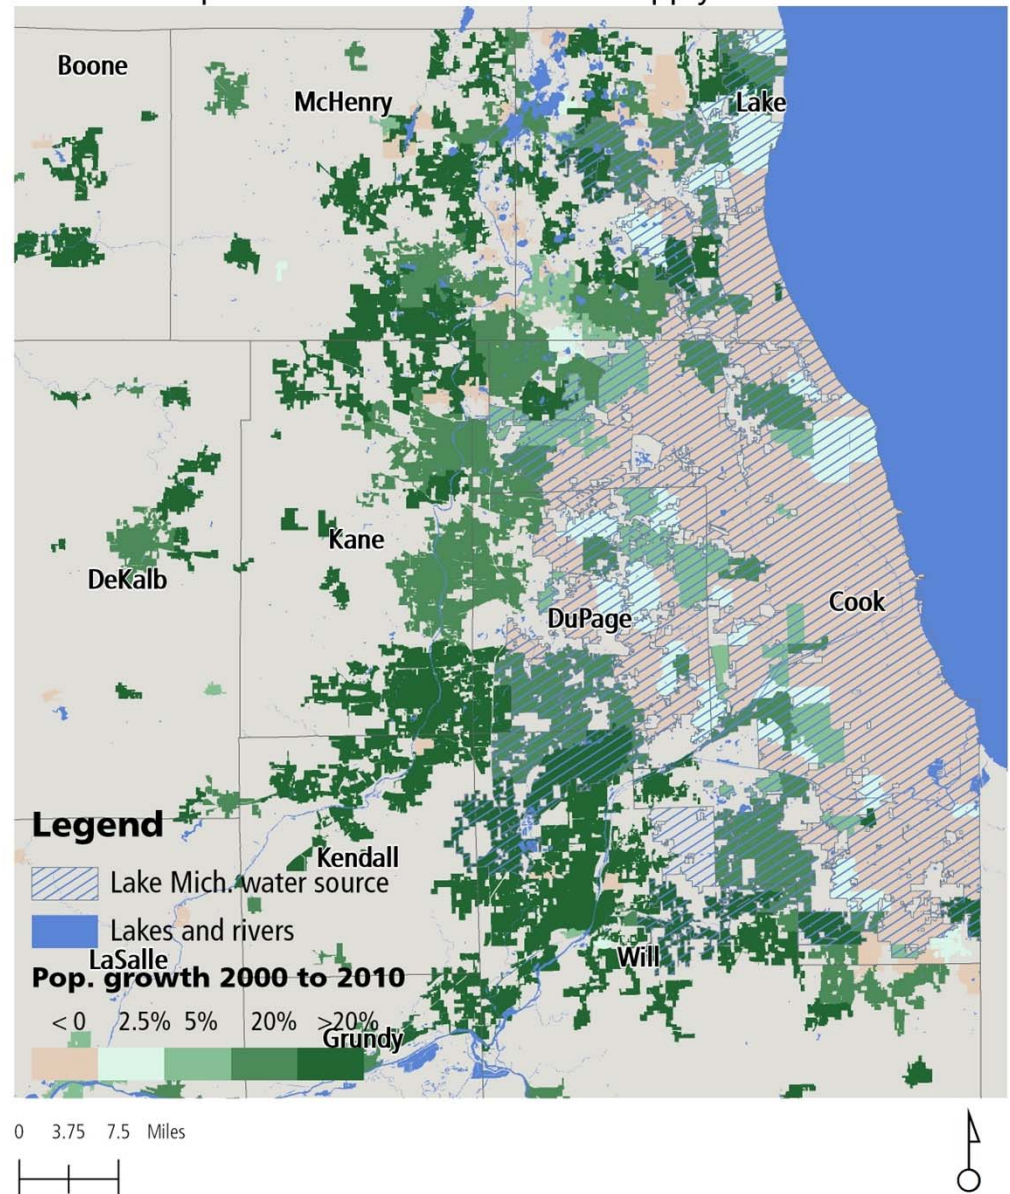 Boone
McHenry
Lake
Kane
DeKalb
DuPage
Cook
Legend
Kendall
Lake Mich. water source
Lakes and rivers
LaSalle
Will
Pop. growth 2000 to 2010
< 0 2.5% 5% 20% >20%
Grundy
0 3.75 7.5 Miles